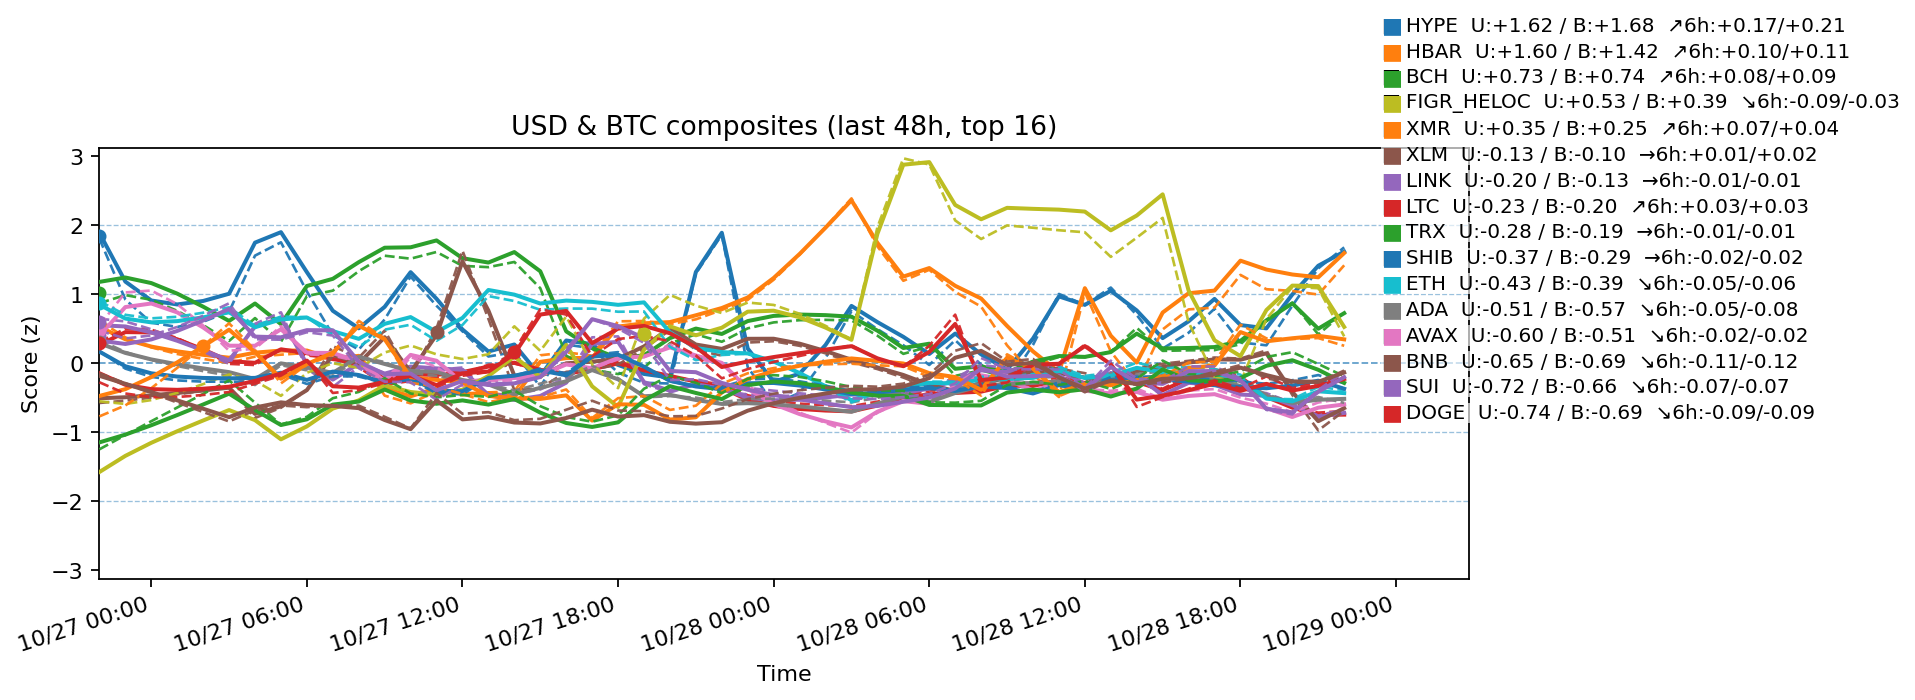 HYPE  U:+1.62 / B:+1.68  ↗6h:+0.17/+0.21
HBAR  U:+1.60 / B:+1.42  ↗6h:+0.10/+0.11
BCH  U:+0.73 / B:+0.74  ↗6h:+0.08/+0.09
FIGR_HELOC  U:+0.53 / B:+0.39  ↘6h:-0.09/-0.03
XMR  U:+0.35 / B:+0.25  ↗6h:+0.07/+0.04
XLM  U:-0.13 / B:-0.10  →6h:+0.01/+0.02
LINK  U:-0.20 / B:-0.13  →6h:-0.01/-0.01
LTC  U:-0.23 / B:-0.20  ↗6h:+0.03/+0.03
TRX  U:-0.28 / B:-0.19  →6h:-0.01/-0.01
SHIB  U:-0.37 / B:-0.29  →6h:-0.02/-0.02
ETH  U:-0.43 / B:-0.39  ↘6h:-0.05/-0.06
ADA  U:-0.51 / B:-0.57  ↘6h:-0.05/-0.08
AVAX  U:-0.60 / B:-0.51  ↘6h:-0.02/-0.02
BNB  U:-0.65 / B:-0.69  ↘6h:-0.11/-0.12
SUI  U:-0.72 / B:-0.66  ↘6h:-0.07/-0.07
DOGE  U:-0.74 / B:-0.69  ↘6h:-0.09/-0.09
USD & BTC composites (last 48h, top 16)
Score (z)
3
2
1
0
−1
−2
−3
10/27 00:00
10/27 06:00
10/27 12:00
10/27 18:00
10/28 00:00
10/28 06:00
10/28 12:00
10/28 18:00
10/29 00:00
Time